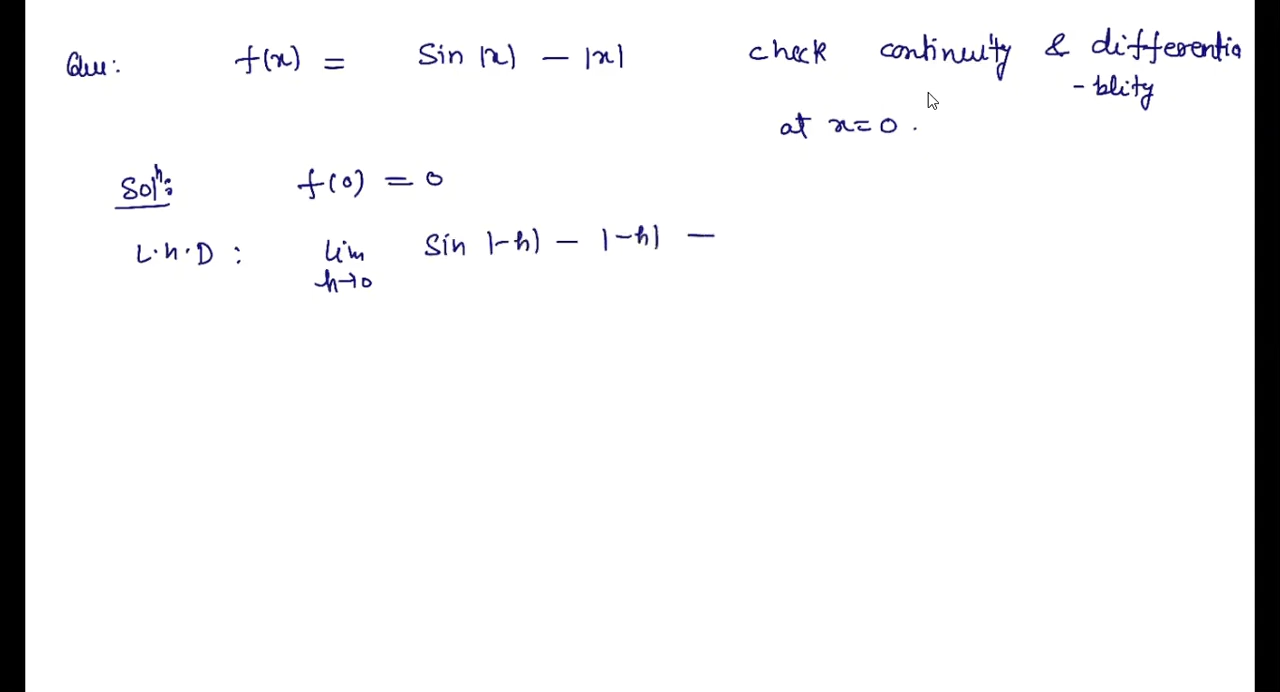 Que: f(x) = Sin |x| - |x| check continuity & differentia
- blity
at x=0 .
Solⁿ: f(0) = 0
L.h.D : lim Sin |-h| - |-h| -
h→0